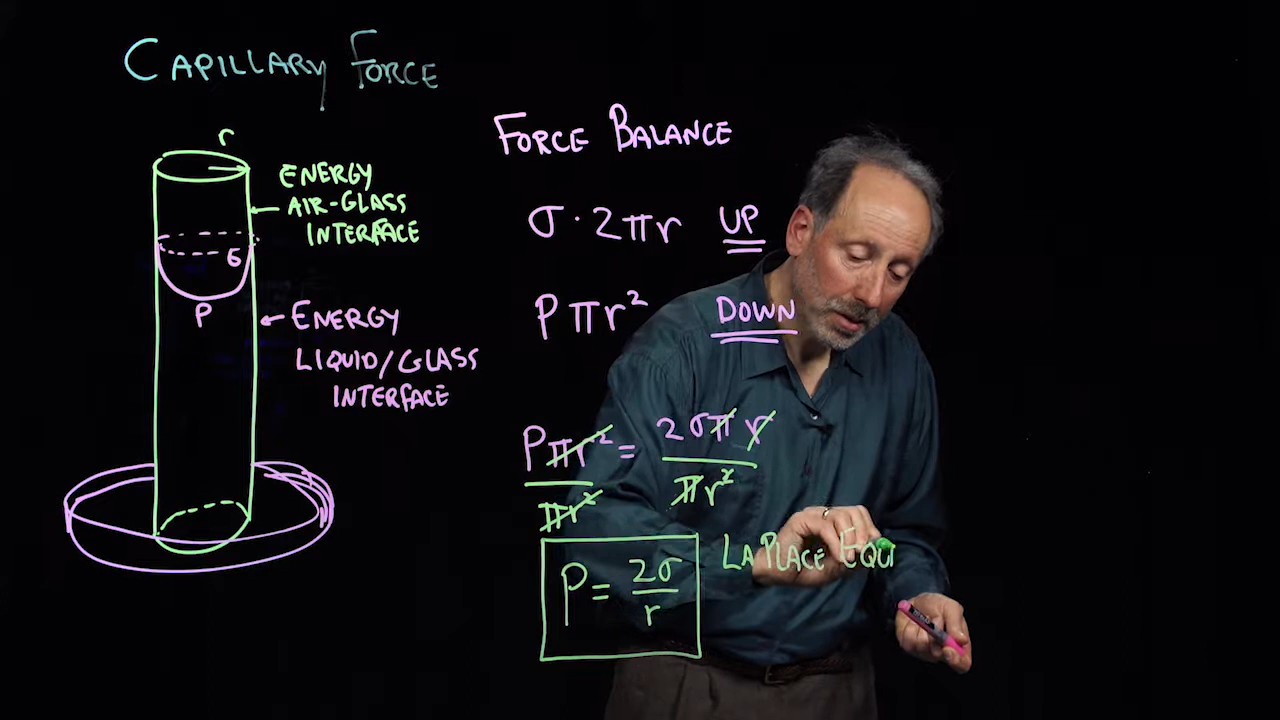 CAPILLARY FORCE
r
ENERGY
AIR-GLASS
INTERFACE
σ
P
ENERGY
LIQUID/GLASS
INTERFACE
FORCE BALANCE
σ · 2πr UP
Pπr² DOWN
Pπr² = 2σπr
πr² πr²
P = 2σ
r
LAPLACE EQU